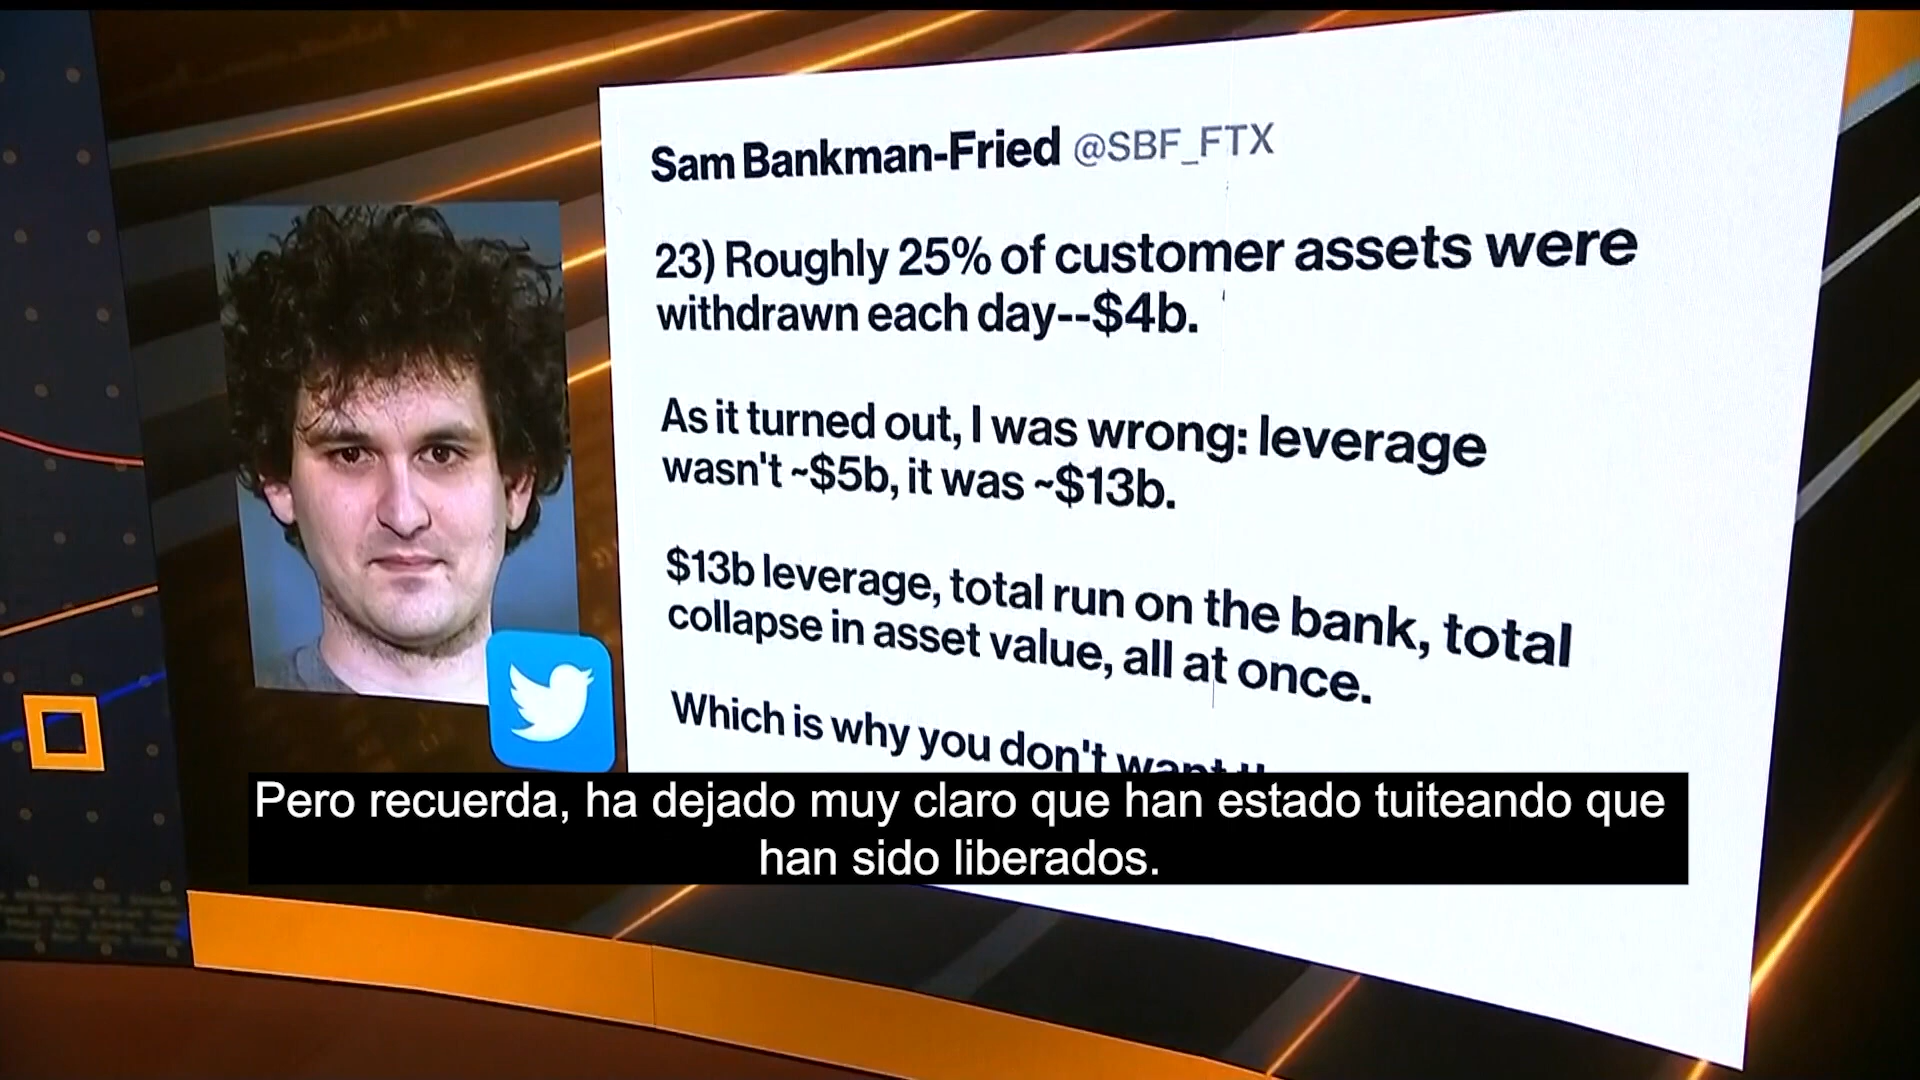 Sam Bankman-Fried @SBF_FTX
23) Roughly 25% of customer assets were
withdrawn each day--$4b.
As it turned out, I was wrong: leverage
wasn't ~$5b, it was ~$13b.
$13b leverage, total run on the bank, total
collapse in asset value, all at once.
Which is why you don't want
Pero recuerda, ha dejado muy claro que han estado tuiteando que
han sido liberados.